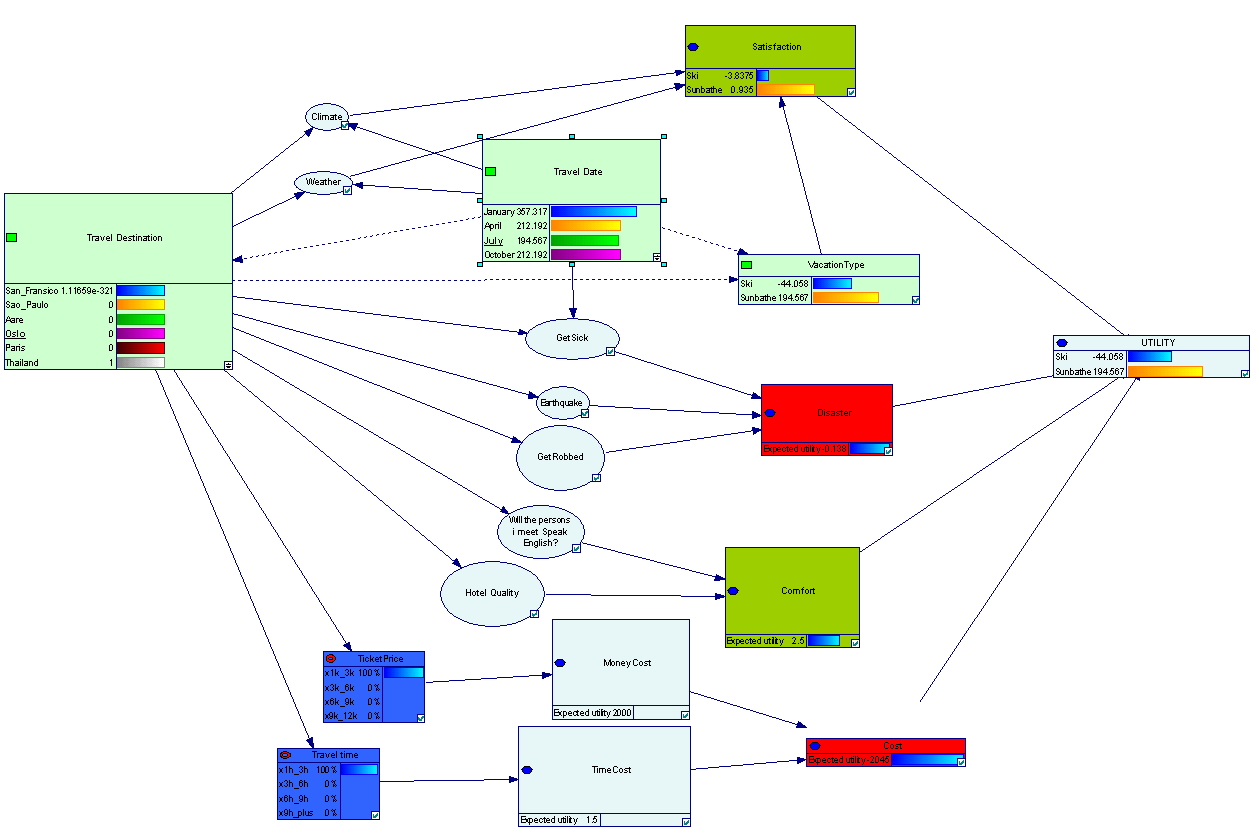 Satisfaction
Ski -3.8375
Sunbathe 0.935
Climate
Travel Date
January 357.317
April 212.192
July 194.567
October 212.192
Weather
Travel Destination
San_Fransico 1.11659e-321
Sao_Paulo 0
Aare 0
Oslo 0
Paris 0
Thailand 1
VacationType
Ski -44.058
Sunbathe 194.567
GetSick
UTILITY
Ski -44.058
Sunbathe 194.567
Earthquake
Disaster
Expected utility -0.138
Get Robbed
Will the persons
i meet Speak
English?
Hotel Quality
Comfort
Expected utility 2.5
TicketPrice
x1k_3k 100%
x3k_6k 0%
x6k_9k 0%
x9k_12k 0%
Money Cost
Expected utility 2000
Travel time
x1h_3h 100%
x3h_6h 0%
x6h_9h 0%
x9h_plus 0%
TimeCost
Expected utility 1.5
Cost
Expected utility -2045